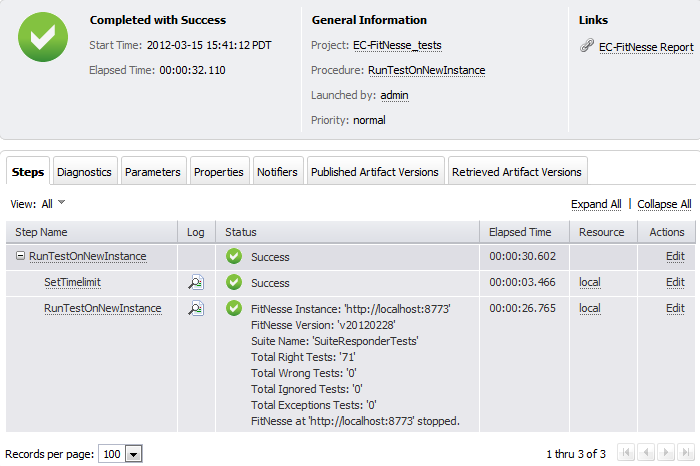 Completed with Success
Start Time: 2012-03-15 15:41:12 PDT
Elapsed Time: 00:00:32.110
General Information
Project: EC-FitNesse_tests
Procedure: RunTestOnNewInstance
Launched by: admin
Priority: normal
Links
EC-FitNesse Report
Steps Diagnostics Parameters Properties Notifiers Published Artifact Versions Retrieved Artifact Versions
View: All Expand All | Collapse All
Step Name Log Status Elapsed Time Resource Actions
RunTestOnNewInstance Success 00:00:30.602 Edit
SetTimelimit Success 00:00:03.466 local Edit
RunTestOnNewInstance FitNesse Instance: 'http://localhost:8773' 00:00:26.765 local Edit
FitNesse Version: 'v20120228'
Suite Name: 'SuiteResponderTests'
Total Right Tests: '71'
Total Wrong Tests: '0'
Total Ignored Tests: '0'
Total Exceptions Tests: '0'
FitNesse at 'http://localhost:8773' stopped.
Records per page: 100 1 thru 3 of 3